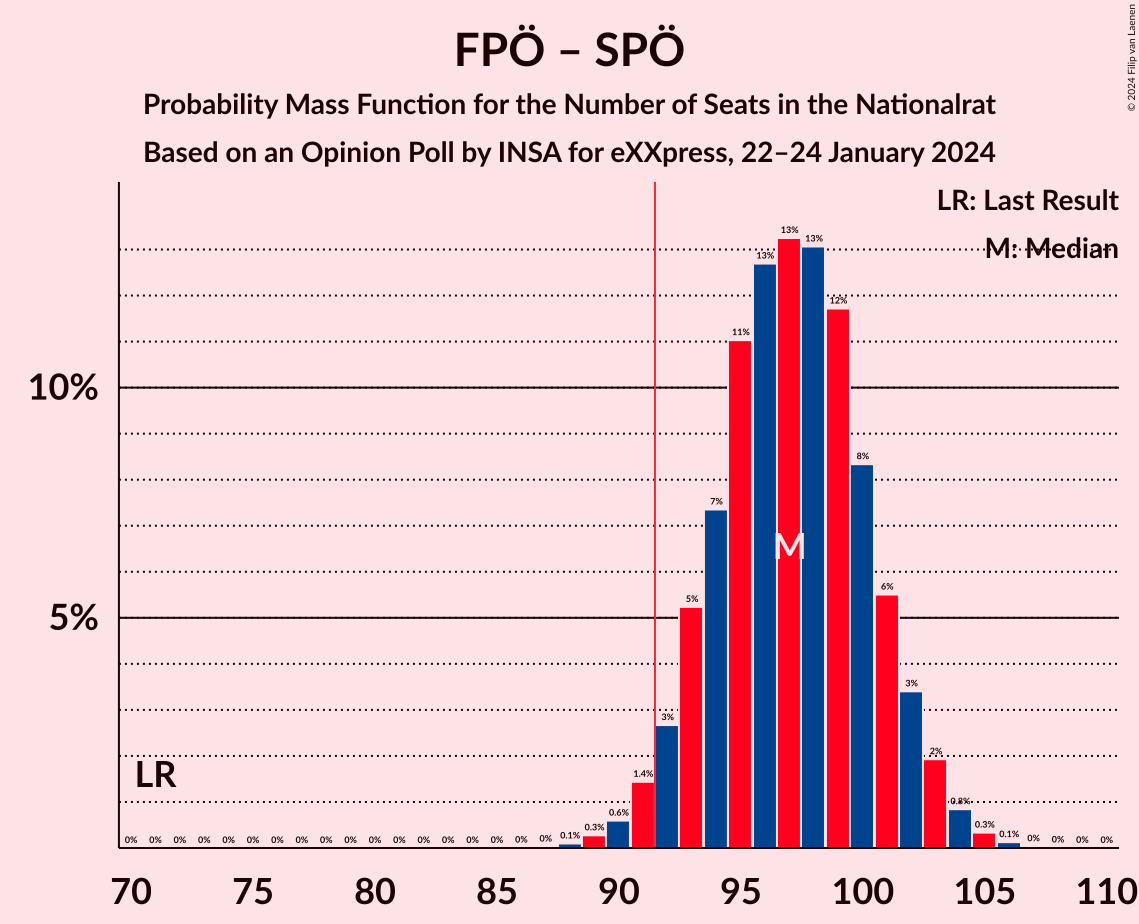 FPÖ – SPÖ
Probability Mass Function for the Number of Seats in the Nationalrat
Based on an Opinion Poll by INSA for eXXpress, 22–24 January 2024
© 2024 Filip van Laenen
LR: Last Result
M: Median
10%
5%
LR
M
0% 0% 0% 0% 0% 0% 0% 0% 0% 0% 0% 0% 0% 0% 0% 0% 0% 0% 0.1% 0.3% 0.6% 1.4% 3% 5% 7% 11% 13% 13% 13% 12% 8% 6% 3% 2% 0.8% 0.3% 0.1% 0% 0% 0% 0%
70 75 80 85 90 95 100 105 110